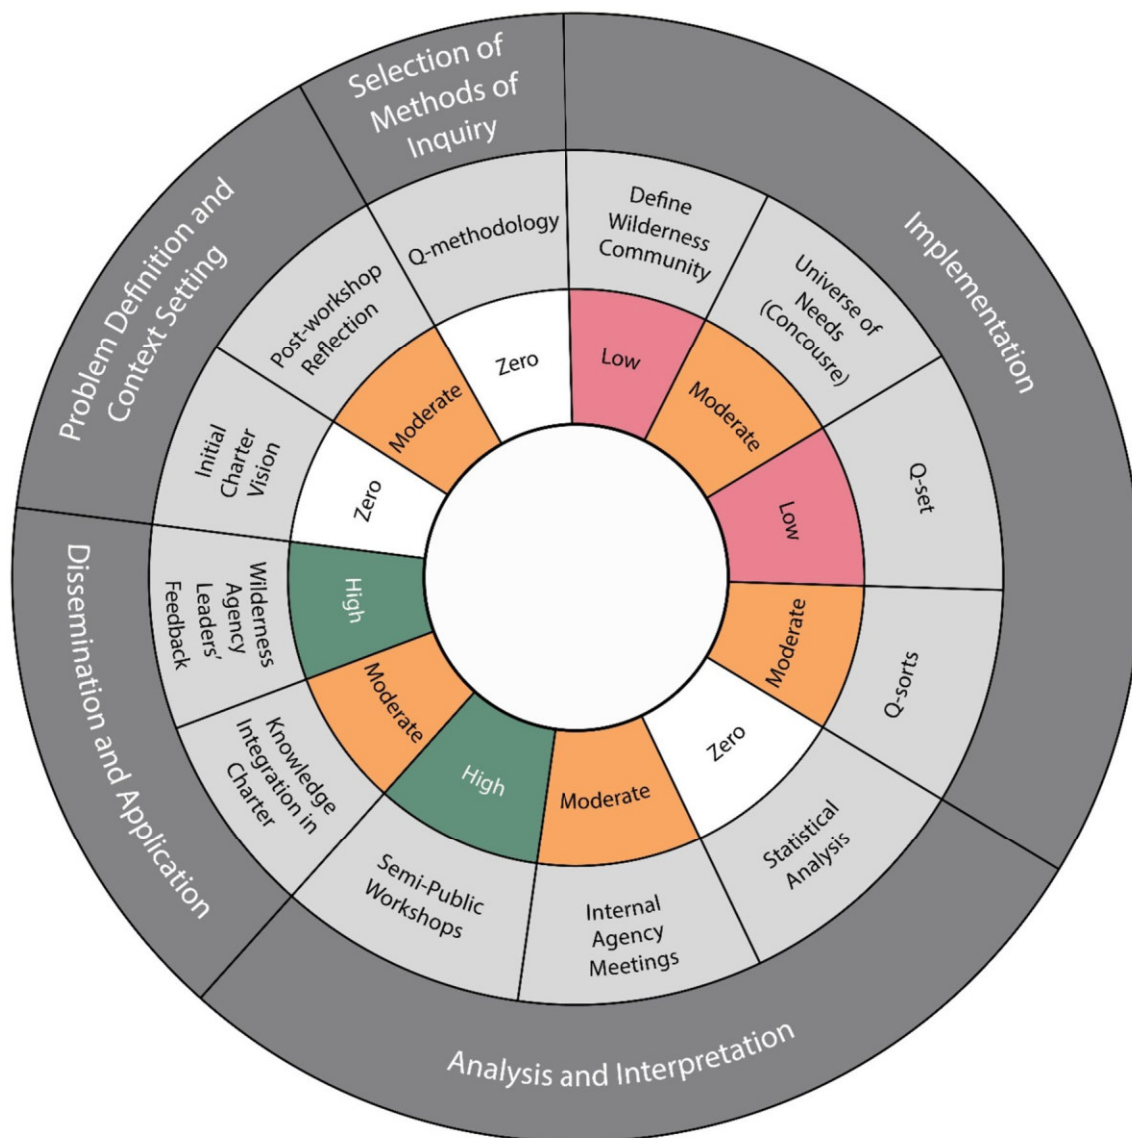 Selection of
Methods of
Inquiry
Implementation
Analysis and Interpretation
Dissemination and Application
Problem Definition and
Context Setting
Q-methodology
Define
Wilderness
Community
Universe of
Needs
(Concousre)
Q-set
Q-sorts
Statistical
Analysis
Internal
Agency
Meetings
Semi-Public
Workshops
Knowledge
Integration in
Charter
Wilderness
Agency
Leaders'
Feedback
Initial
Charter
Vision
Post-workshop
Reflection
Zero
Low
Moderate
Low
Moderate
Zero
Moderate
High
Moderate
High
Zero
Moderate